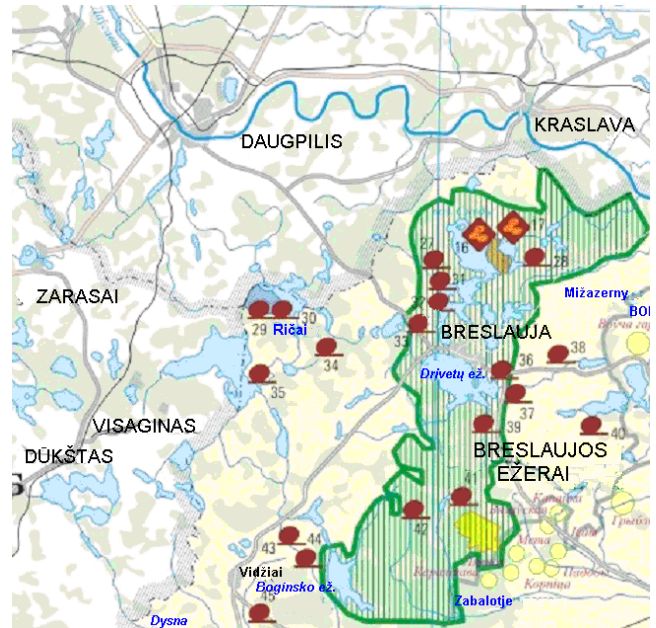 DAUGPILIS
KRASLAVA
17
16
27
28
31
ZARASAI
Mižazerny
32
29
30
Ričai
33
BRESLAUJA
34
38
Drivetų ež.
36
35
37
VISAGINAS
39
40
DŪKŠTAS
BRESLAUJOS
EŽERAI
41
42
43
44
Vidžiai
Boginsko ež.
Zabalotje
45
Dysna